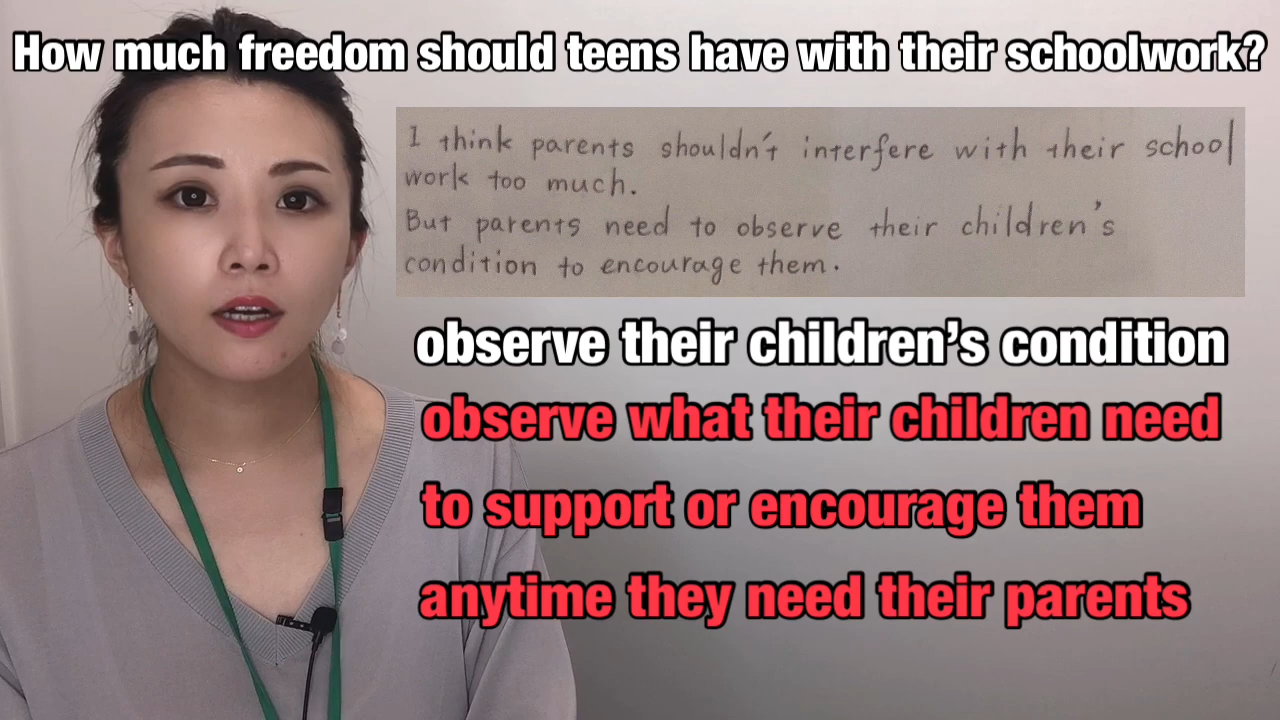 How much freedom should teens have with their schoolwork?
I think parents shouldn't interfere with their school
work too much.
But parents need to observe their children's
condition to encourage them.
observe their children's condition
observe what their children need
to support or encourage them
anytime they need their parents